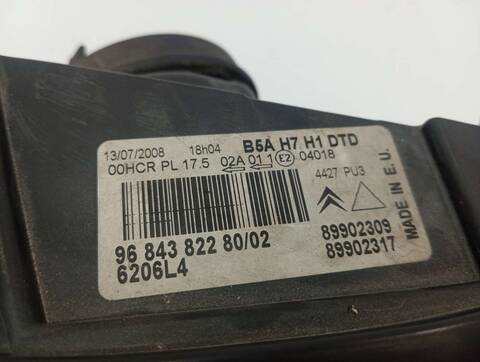 13/07/2008 18h04 B5A H7 H1 DTD
00HCR PL 17.5 02A 01 1 E2 04018
4427 PU3
96 843 822 80/02
6206L4
89902309
89902317
MADE IN E.U.